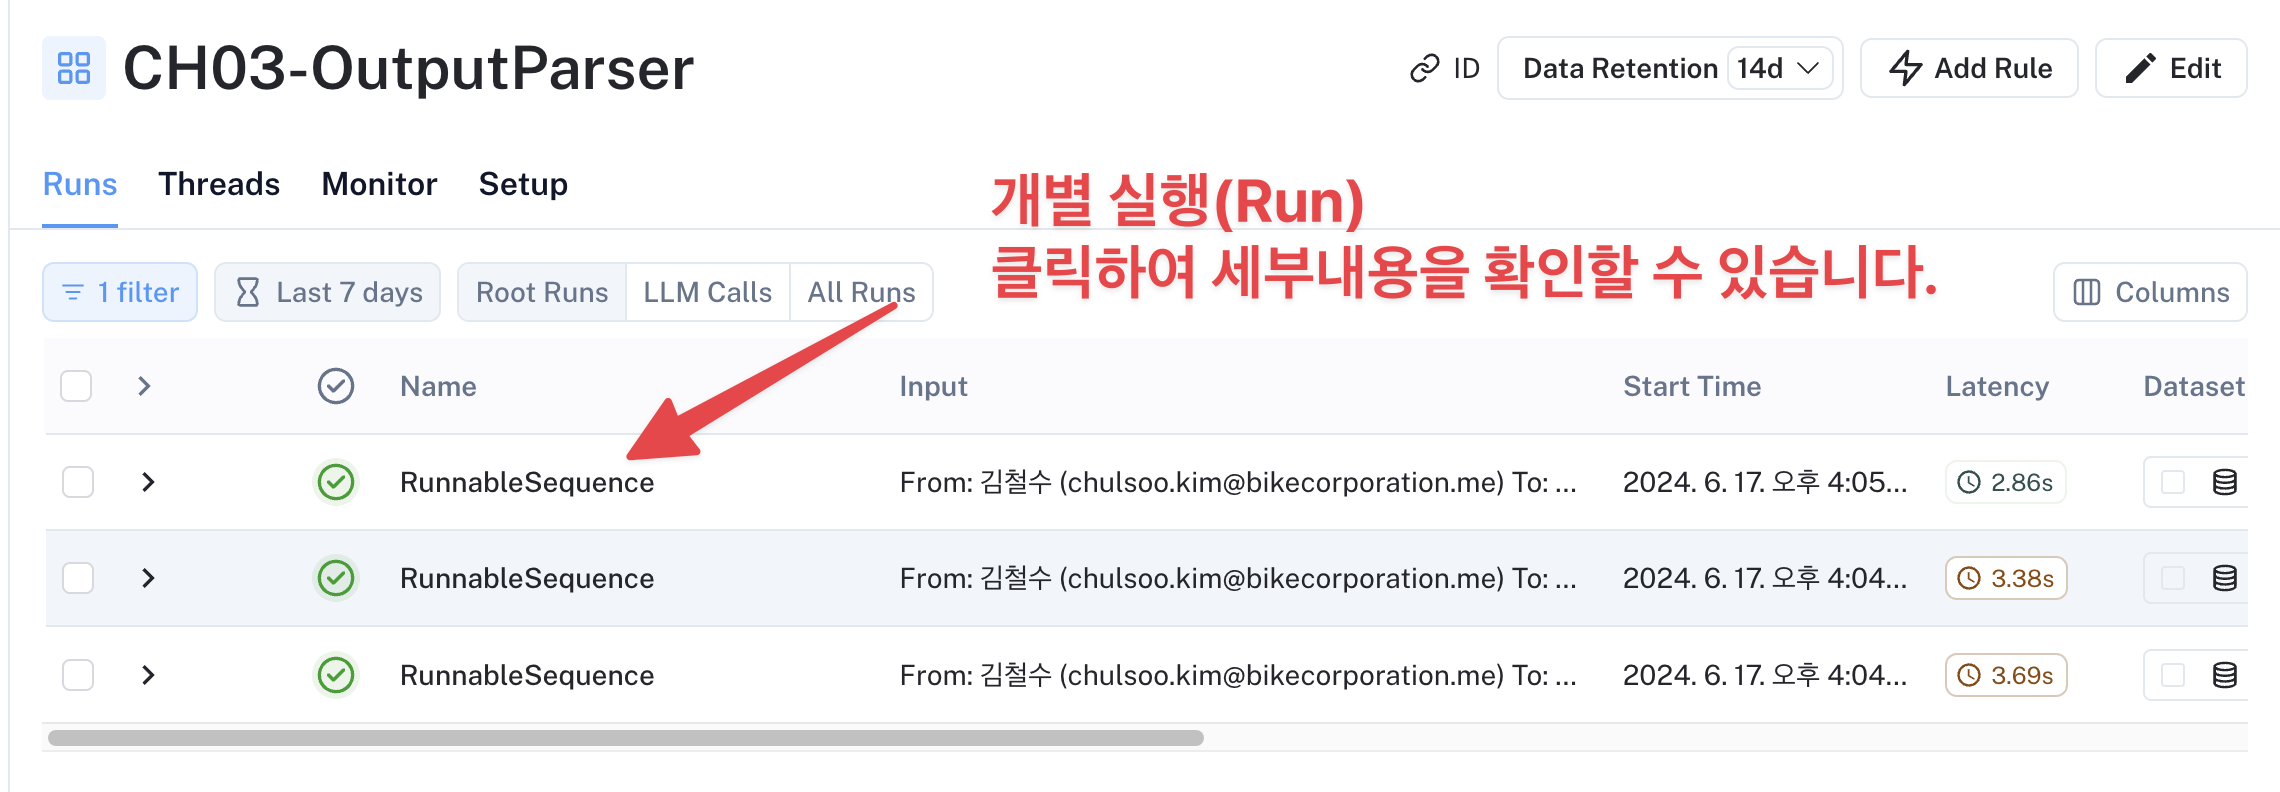 CH03-OutputParser
ID
Data Retention 14d
Add Rule
Edit
Runs Threads Monitor Setup
개별 실행(Run)
클릭하여 세부내용을 확인할 수 있습니다.
1 filter
Last 7 days
Root Runs LLM Calls All Runs
Columns
Name Input Start Time Latency Dataset
RunnableSequence From: 김철수 (chulsoo.kim@bikecorporation.me) To: ... 2024. 6. 17. 오후 4:05... 2.86s
RunnableSequence From: 김철수 (chulsoo.kim@bikecorporation.me) To: ... 2024. 6. 17. 오후 4:04... 3.38s
RunnableSequence From: 김철수 (chulsoo.kim@bikecorporation.me) To: ... 2024. 6. 17. 오후 4:04... 3.69s